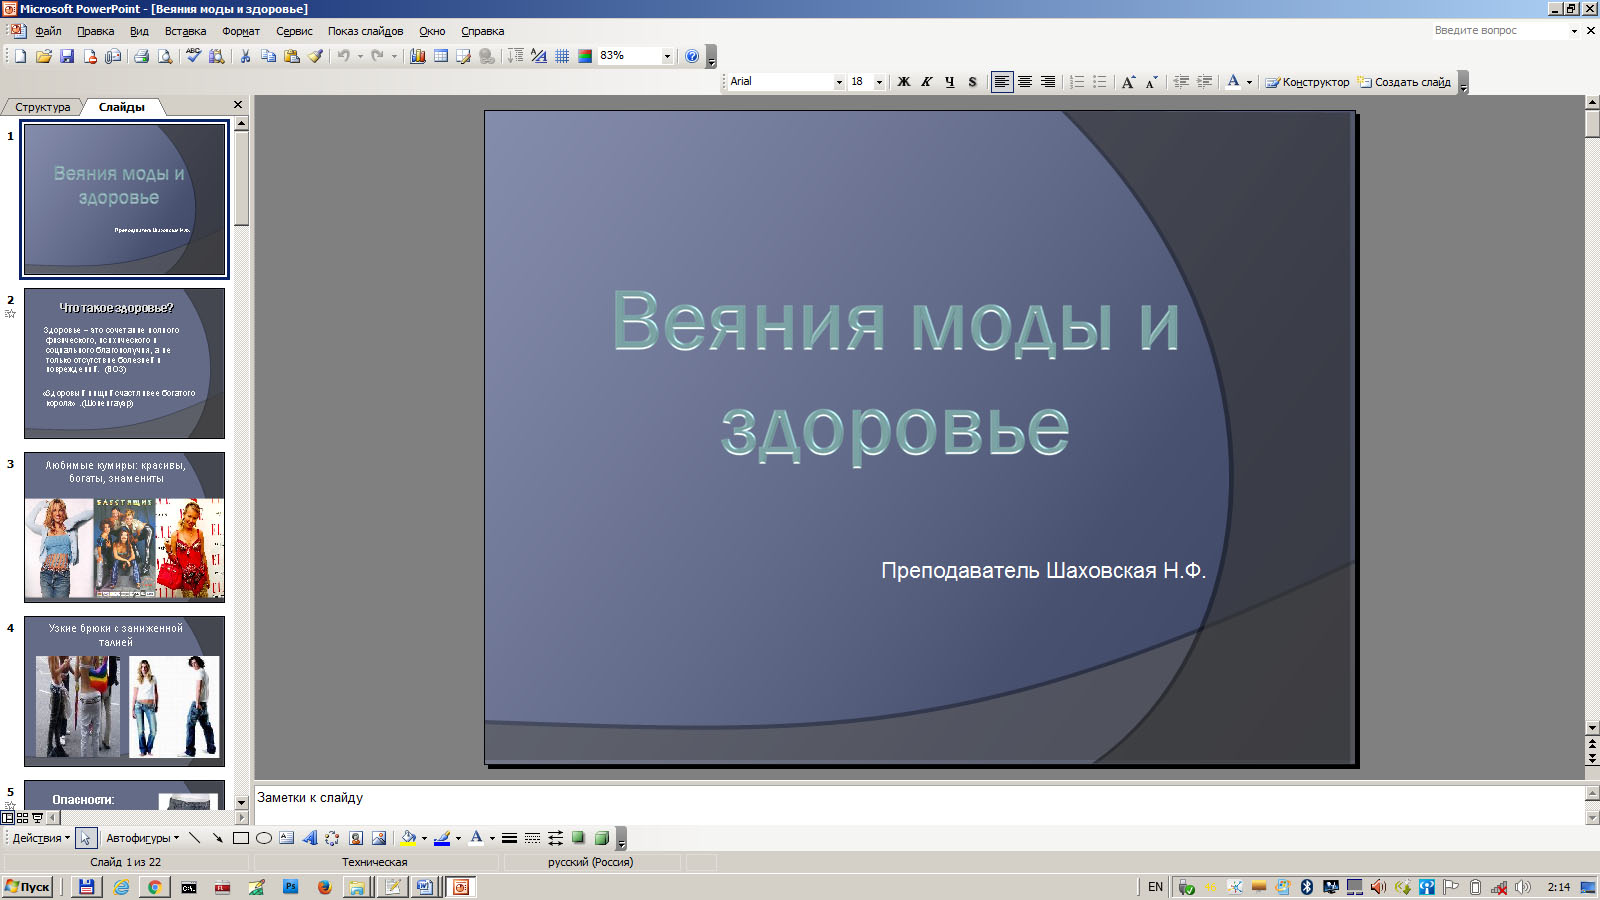 Microsoft PowerPoint - [Веяния моды и здоровье]
Файл Правка Вид Вставка Формат Сервис Показ слайдов Окно Справка
Введите вопрос
83%
Arial 18 Ж К Ч S Конструктор Создать слайд
Структура Слайды
1
Веяния моды и
здоровье
Преподаватель Шаховская Н.Ф.
2
Что такое здоровье?
Здоровье – это сочетание полного
физического, психического и
социального благополучия, а не
только отсутствие болезней и
повреждений. (ВОЗ)
«Здоровый нищий счастливее богатого
короля» .(Шопенгауэр)
3
Любимые кумиры: красивы,
богаты, знамениты
БЛЕСТЯЩИЕ
4
Узкие брюки с заниженной
талией
5
Опасности:
Веяния моды и
здоровье
Преподаватель Шаховская Н.Ф.
Заметки к слайду
Действия Автофигуры
Слайд 1 из 22 Техническая русский (Россия)
Пуск
EN
2:14